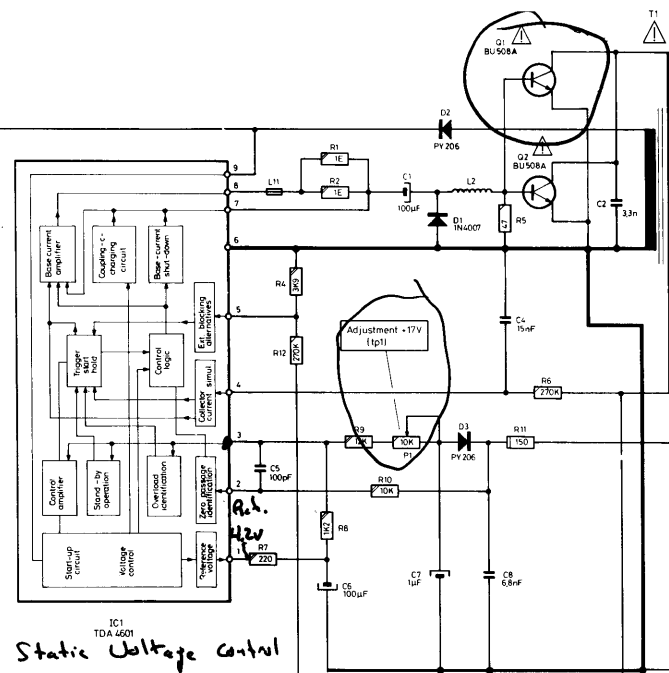 T1
Q1
BU508A
D2
PY 206
Q2
BU508A
R1
1E
R2
1E
L11
C1
100µF
L2
D1
1N4007
R5
47
C2
3,3n
9
8
7
6
5
4
3
2
1
Base current amplifier
Coupling-C-charging circuit
Base-current shut-down
R4
3K9
Ext. blocking alternatives
Adjustment +17V
(tp1)
C4
15nF
R12
270K
Trigger start hold
Control logic
Collector current simul.
R6
270K
R9
12K
10K
P1
D3
PY 206
R11
150
C5
100pF
Control amplifier
Stand-by operation
Overload identification
Zero passage identification
R10
10K
Ref.
4.2V
R8
1K2
R7
220
Start-up circuit
Voltage control
Reference voltage
C6
100µF
C7
1µF
C8
6,8nF
IC1
TDA 4601
Static Voltage control